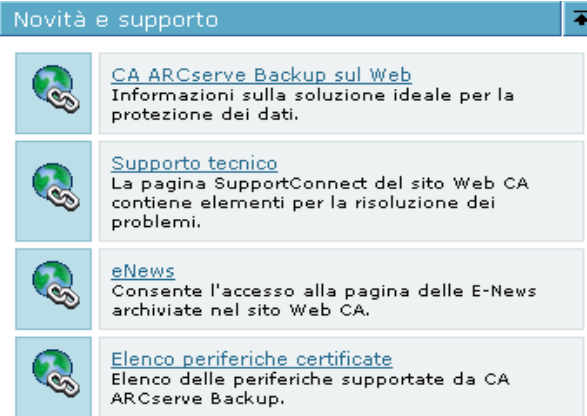 Novità e supporto
CA ARCserve Backup sul Web
Informazioni sulla soluzione ideale per la
protezione dei dati.
Supporto tecnico
La pagina SupportConnect del sito Web CA
contiene elementi per la risoluzione dei
problemi.
eNews
Consente l'accesso alla pagina delle E-News
archiviate nel sito Web CA.
Elenco periferiche certificate
Elenco delle periferiche supportate da CA
ARCserve Backup.